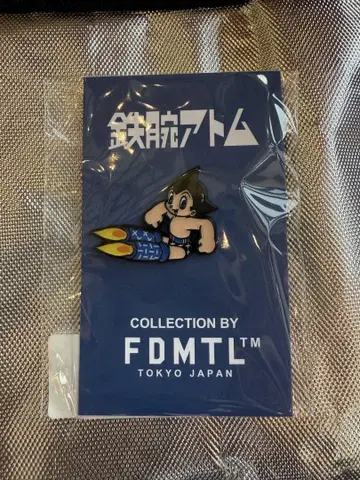 鉄腕アトム
COLLECTION BY
FDMTL™
TOKYO JAPAN